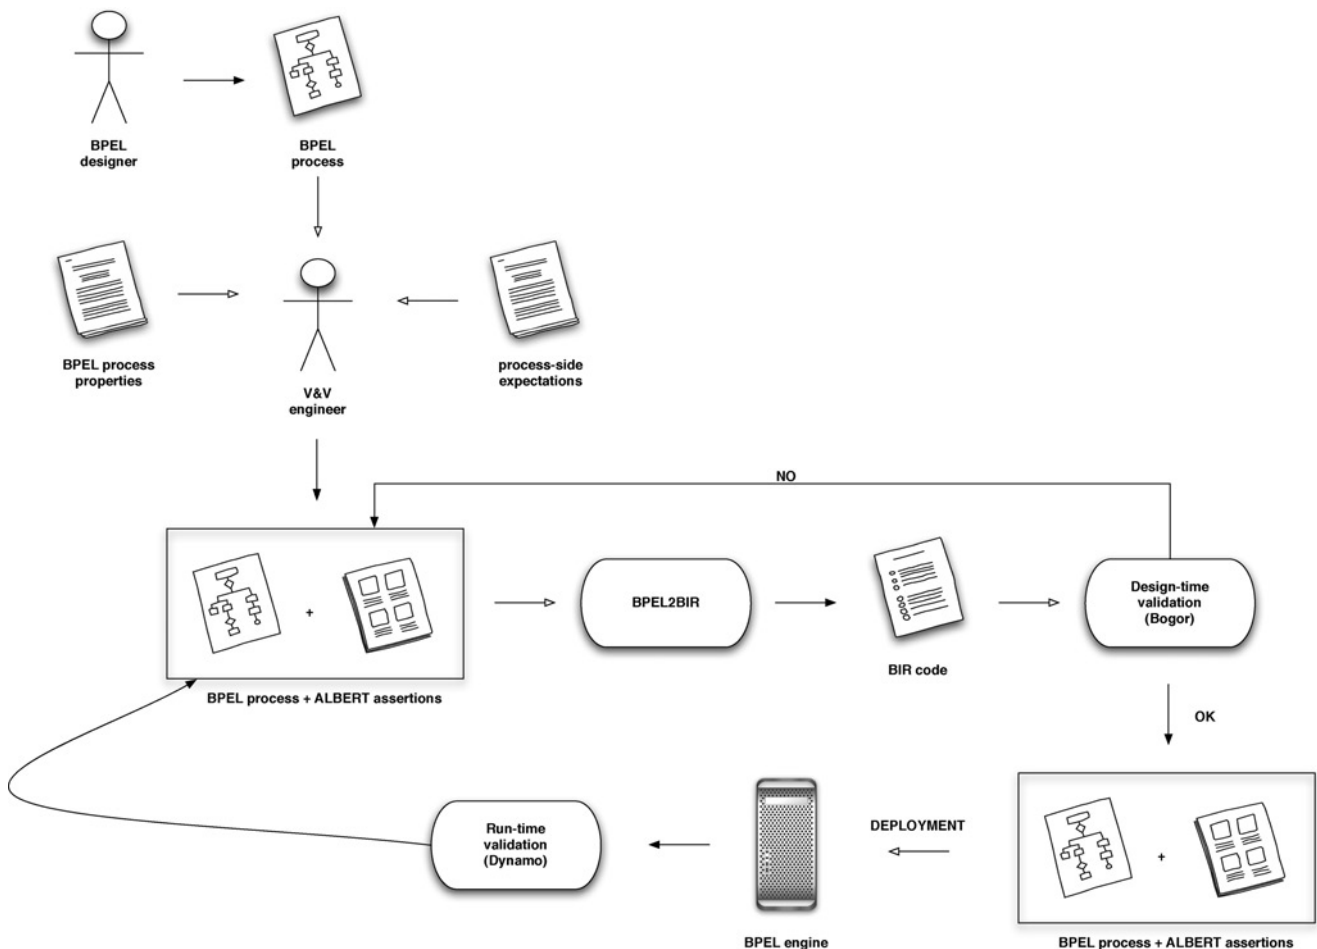 BPEL
designer
BPEL
process
BPEL process
properties
process-side
expectations
V&V
engineer
NO
BPEL2BIR
Design-time
validation
(Bogor)
BIR code
BPEL process + ALBERT assertions
+
OK
DEPLOYMENT
Run-time
validation
(Dynamo)
+
BPEL engine
BPEL process + ALBERT assertions